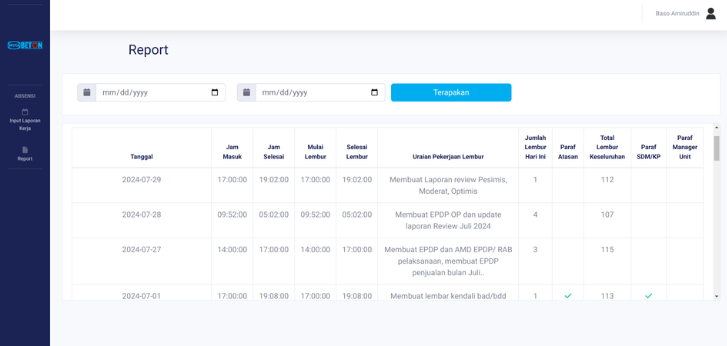 Baso Amiruddin
BETON
Report
ABSENSI
Input Laporan
Kerja
Report
mm/dd/yyyy
mm/dd/yyyy
Terapakan
Tanggal Jam Masuk Jam Selesai Mulai Lembur Selesai Lembur Uraian Pekerjaan Lembur Jumlah Lembur Hari Ini Paraf Atasan Total Lembur Keseluruhan Paraf SDM/KP Paraf Manager Unit
2024-07-29 17:00:00 19:02:00 17:00:00 19:02:00 Membuat Laporan review Pesimis, 1 112
Moderat, Optimis
2024-07-28 09:52:00 05:02:00 09:52:00 05:02:00 Membuat EPDP OP dan update 4 107
laporan Review Juli 2024
2024-07-27 14:00:00 17:00:00 14:00:00 17:00:00 Membuat EPDP dan AMD EPDP/ RAB 3 115
pelaksanaan, membuat EPDP
penjualan bulan Juli..
2024-07-01 17:00:00 19:08:00 17:00:00 19:08:00 Membuat lembar kendali bad/bdd 1 113